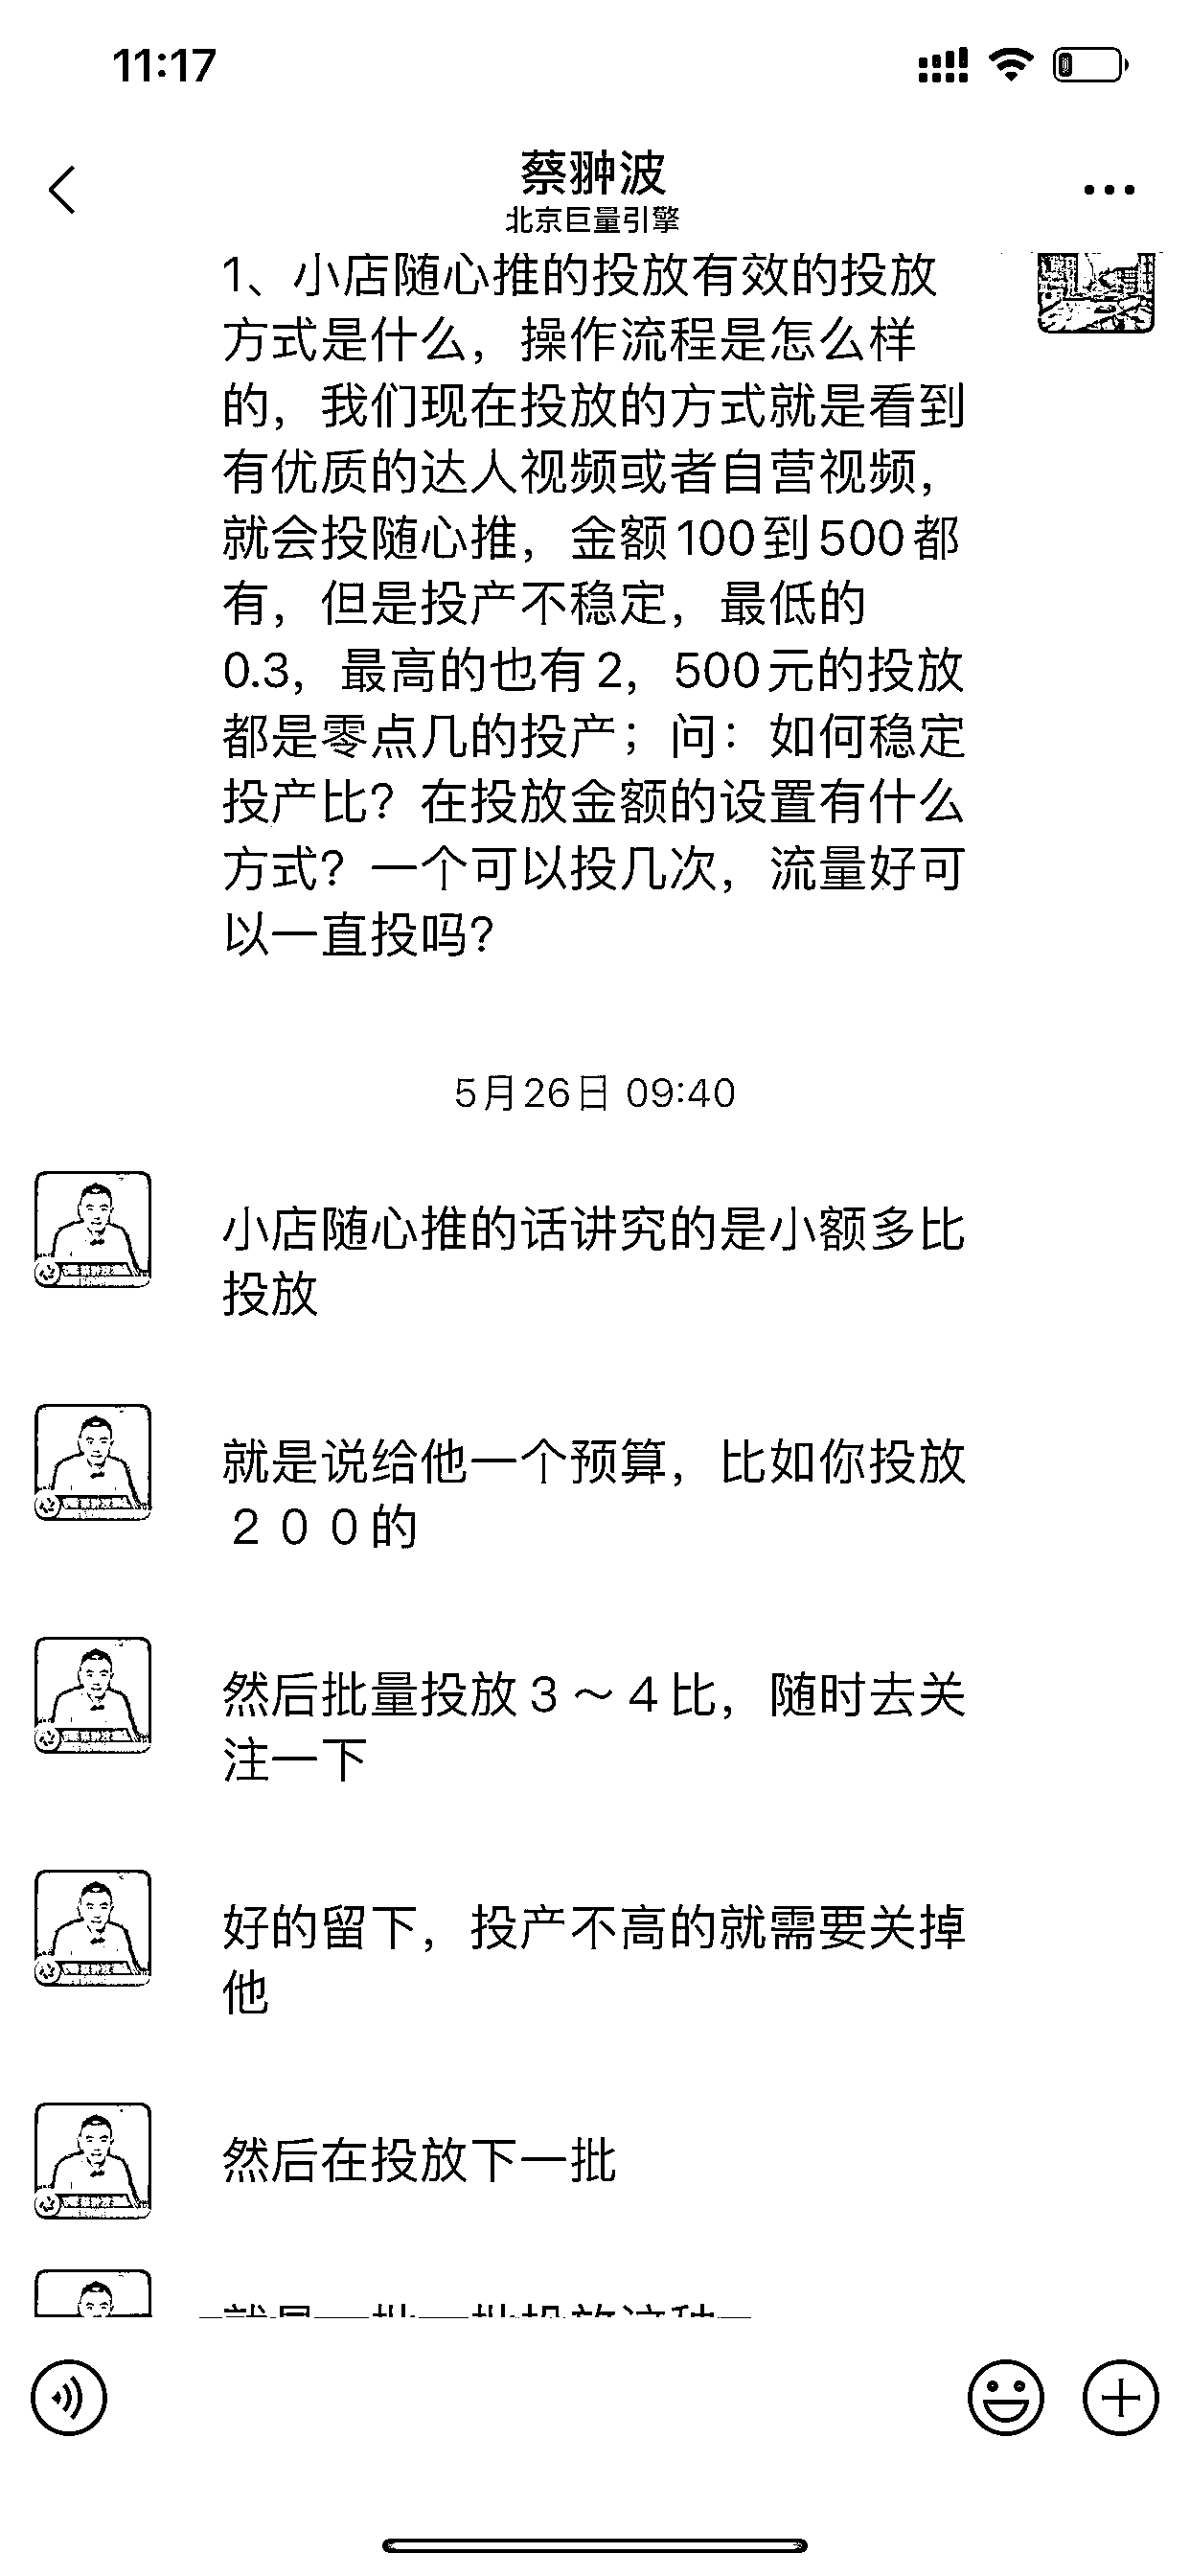 11:17
蔡翀波
北京巨量引擎
1、小店随心推的投放有效的投放
方式是什么，操作流程是怎么样
的，我们现在投放的方式就是看到
有优质的达人视频或者自营视频，
就会投随心推，金额100到500都
有，但是投产不稳定，最低的
0.3，最高的也有2，500元的投放
都是零点几的投产；问：如何稳定
投产比？在投放金额的设置有什么
方式？一个可以投几次，流量好可
以一直投吗？
5月26日 09:40
小店随心推的话讲究的是小额多比
投放
就是说给他一个预算，比如你投放
２００的
然后批量投放３～４比，随时去关
注一下
好的留下，投产不高的就需要关掉
他
然后在投放下一批